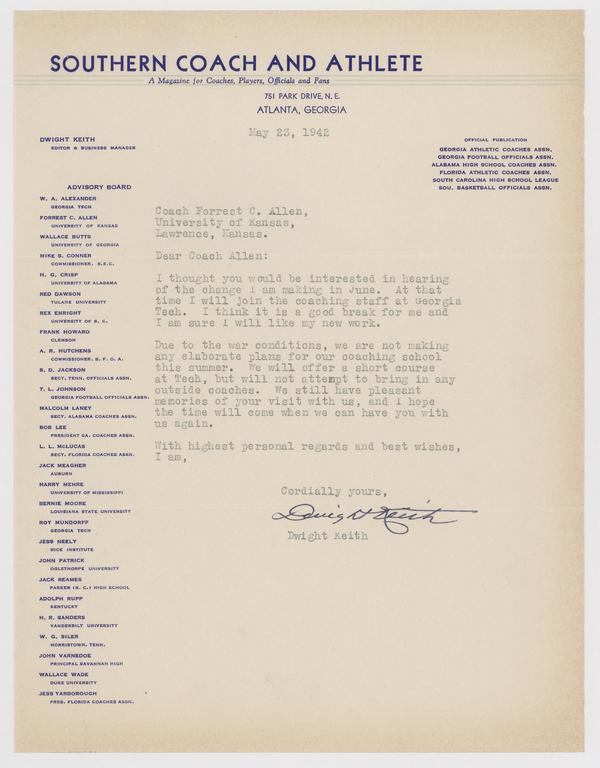 SOUTHERN COACH AND ATHLETE
A Magazine for Coaches, Players, Officials and Fans
751 PARK DRIVE, N. E.
ATLANTA, GEORGIA
May 23, 1942
DWIGHT KEITH
EDITOR & BUSINESS MANAGER
OFFICIAL PUBLICATION
GEORGIA ATHLETIC COACHES ASSN.
GEORGIA FOOTBALL OFFICIALS ASSN.
ALABAMA HIGH SCHOOL COACHES ASSN.
FLORIDA ATHLETIC COACHES ASSN.
SOUTH CAROLINA HIGH SCHOOL LEAGUE
SOU. BASKETBALL OFFICIALS ASSN.
ADVISORY BOARD
W. A. ALEXANDER
GEORGIA TECH
FORREST C. ALLEN
UNIVERSITY OF KANSAS
WALLACE BUTTS
UNIVERSITY OF GEORGIA
MIKE S. CONNER
COMMISSIONER, S.E.C.
H. G. CRISP
UNIVERSITY OF ALABAMA
RED DAWSON
TULANE UNIVERSITY
REX ENRIGHT
UNIVERSITY OF S. C.
FRANK HOWARD
CLEMSON
A. R. HUTCHENS
COMMISSIONER, S. F. O. A.
S. D. JACKSON
SECY. TENN. OFFICIALS ASSN.
T. L. JOHNSON
GEORGIA FOOTBALL OFFICIALS ASSN.
MALCOLM LANEY
SECY. ALABAMA COACHES ASSN.
BOB LEE
PRESIDENT GA. COACHES ASSN.
L. L. McLUCAS
SECY. FLORIDA COACHES ASSN.
JACK MEAGHER
AUBURN
HARRY MEHRE
UNIVERSITY OF MISSISSIPPI
BERNIE MOORE
LOUISIANA STATE UNIVERSITY
ROY MUNDORFF
GEORGIA TECH
JESS NEELY
RICE INSTITUTE
JOHN PATRICK
OGLETHORPE UNIVERSITY
JACK REAMES
PARKER (S. C.) HIGH SCHOOL
ADOLPH RUPP
KENTUCKY
H. R. SANDERS
VANDERBILT UNIVERSITY
W. G. SILER
MORRISTOWN, TENN.
JOHN VARNEDOE
PRINCIPAL SAVANNAH HIGH
WALLACE WADE
DUKE UNIVERSITY
JESS YARBOROUGH
PRES. FLORIDA COACHES ASSN.
Coach Forrest C. Allen,
University of Kansas,
Lawrence, Kansas.
Dear Coach Allen:
I thought you would be interested in hearing
of the change I am making in June. At that
time I will join the coaching staff at Georgia
Tech. I think it is a good break for me and
I am sure I will like my new work.
Due to the war conditions, we are not making
any elaborate plans for our coaching school
this summer. We will offer a short course
at Tech, but will not attempt to bring in any
outside coaches. We still have pleasant
memories of your visit with us, and I hope
the time will come when we can have you with
us again.
With highest personal regards and best wishes,
I am,
Cordially yours,
Dwight Keith
Dwight Keith